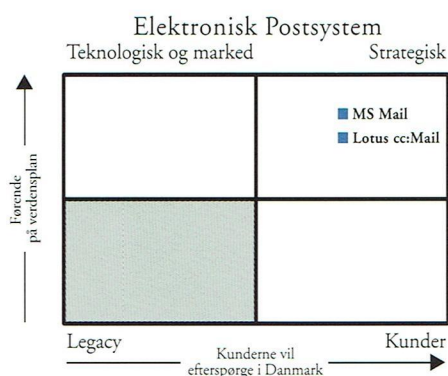 Elektronisk Postsystem
Teknologisk og marked Strategisk
MS Mail
Lotus cc:Mail
Førende
på verdensplan
Legacy Kunder
Kunderne vil
efterspørge i Danmark